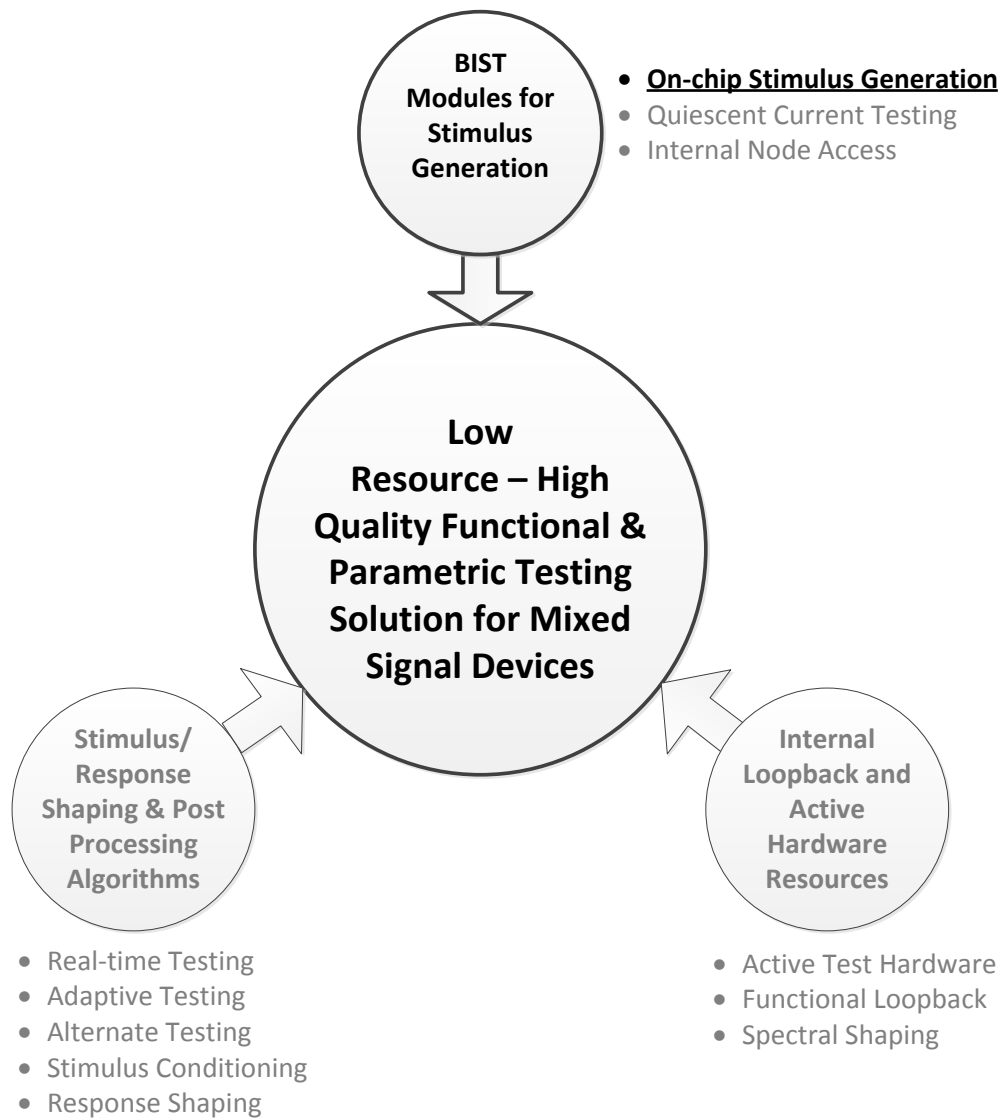 BIST
Modules for
Stimulus
Generation
• On-chip Stimulus Generation
• Quiescent Current Testing
• Internal Node Access
Low
Resource – High
Quality Functional &
Parametric Testing
Solution for Mixed
Signal Devices
Stimulus/
Response
Shaping & Post
Processing
Algorithms
• Real-time Testing
• Adaptive Testing
• Alternate Testing
• Stimulus Conditioning
• Response Shaping
Internal
Loopback and
Active
Hardware
Resources
• Active Test Hardware
• Functional Loopback
• Spectral Shaping